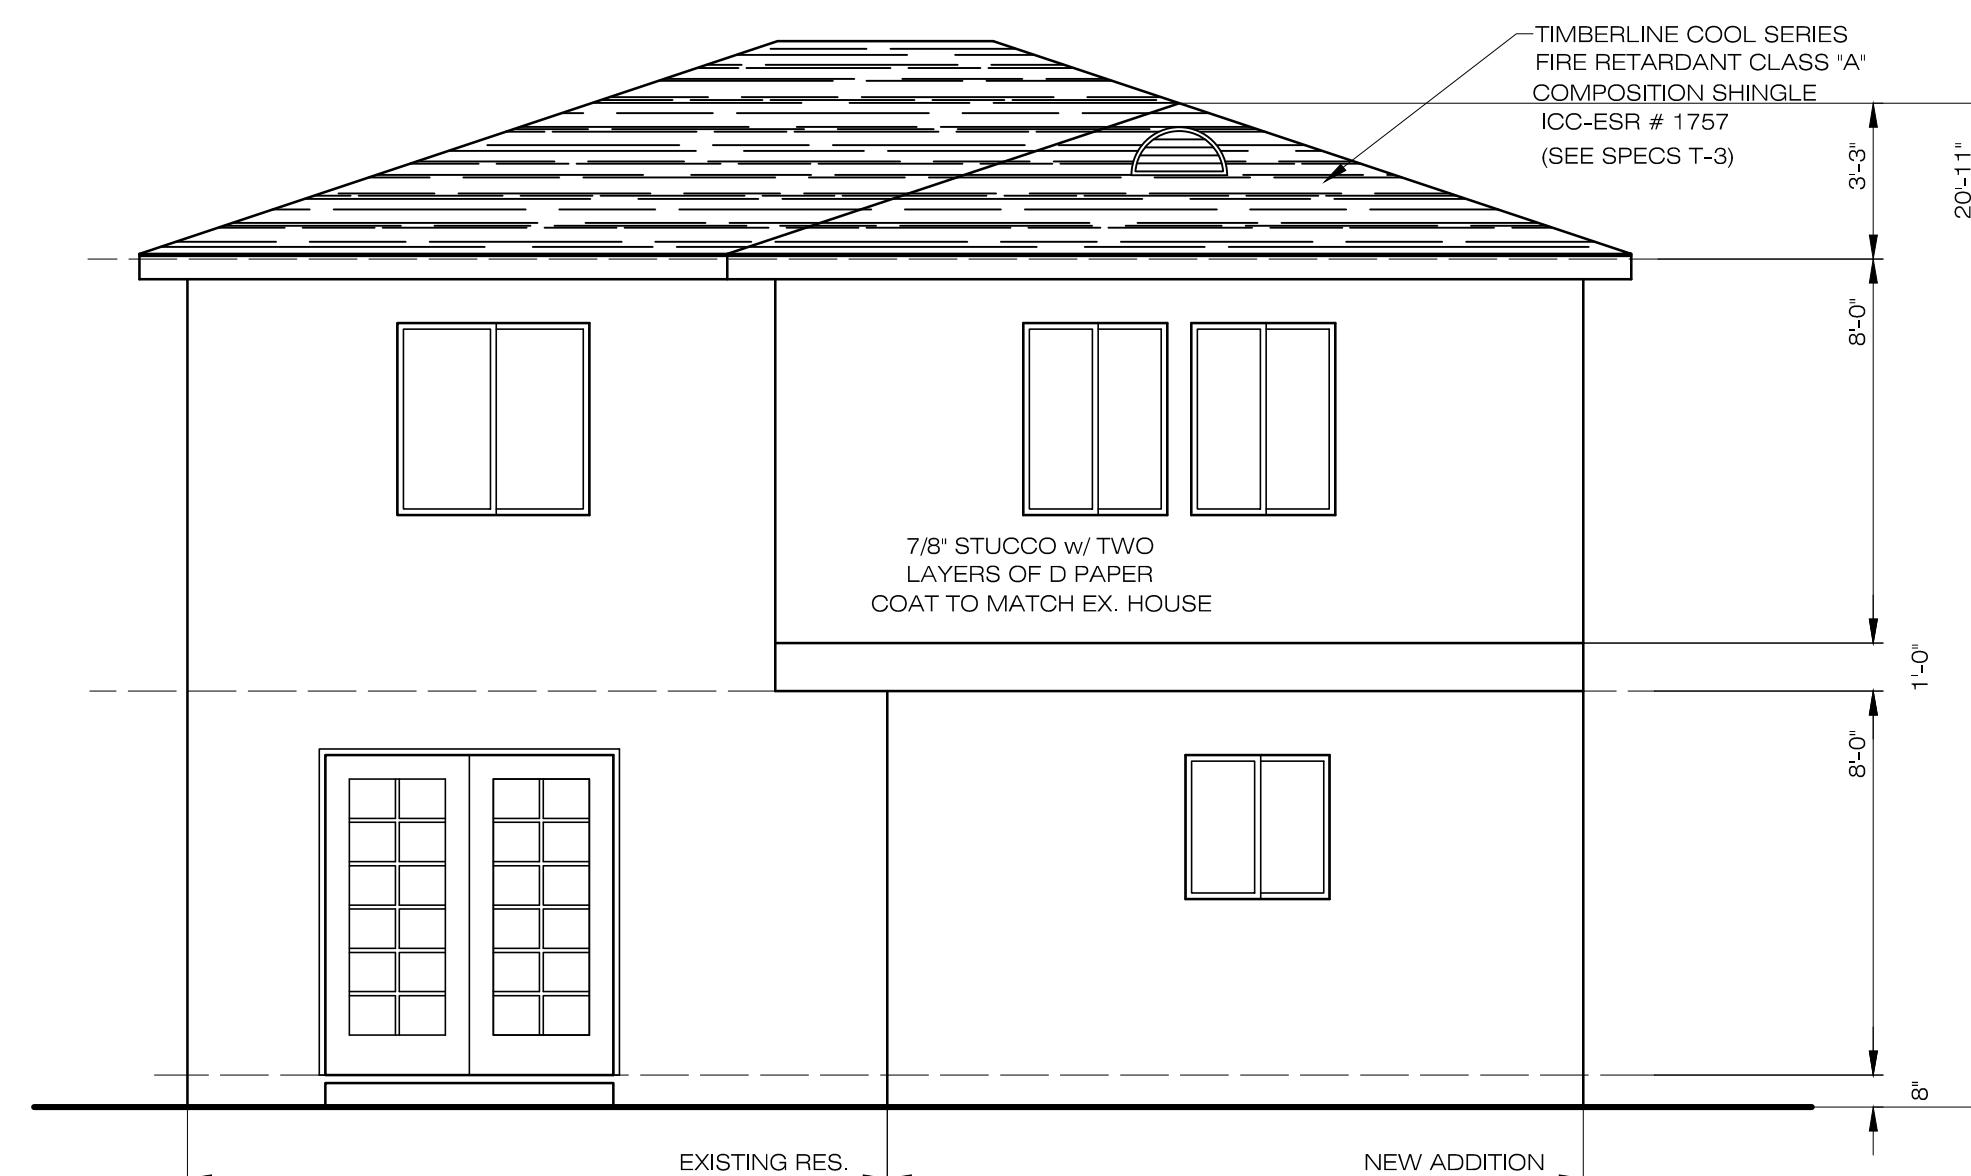 TIMBERLINE COOL SERIES
FIRE RETARDANT CLASS "A"
COMPOSITION SHINGLE
ICC-ESR # 1757
(SEE SPECS T-3)
3'-3"
20'-11"
8'-0"
7/8" STUCCO w/ TWO
LAYERS OF D PAPER
COAT TO MATCH EX. HOUSE
1'-0"
8'-0"
8"
EXISTING RES.
NEW ADDITION